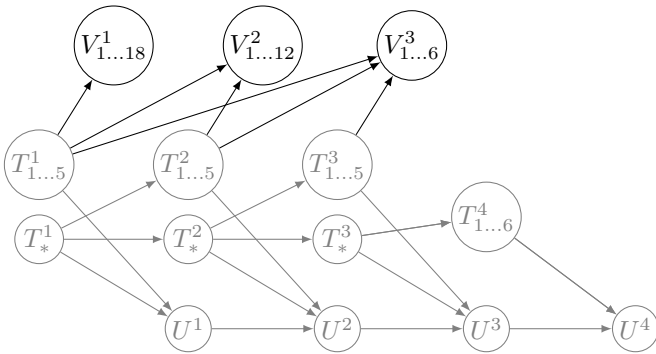 V^1_{1...18} V^2_{1...12} V^3_{1...6}
T^1_{1...5} T^2_{1...5} T^3_{1...5}
T^4_{1...6}
T^1_* T^2_* T^3_*
U^1 U^2 U^3 U^4